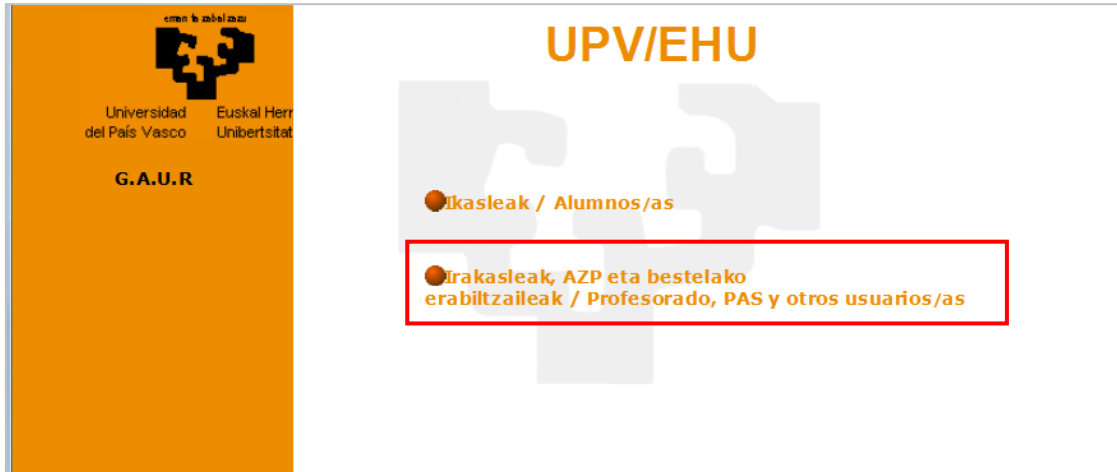 eman ta zabal zazu
Universidad
del País Vasco
Euskal Herr
Unibertsitat
G.A.U.R
UPV/EHU
Ikasleak / Alumnos/as
Irakasleak, AZP eta bestelako
erabiltzaileak / Profesorado, PAS y otros usuarios/as